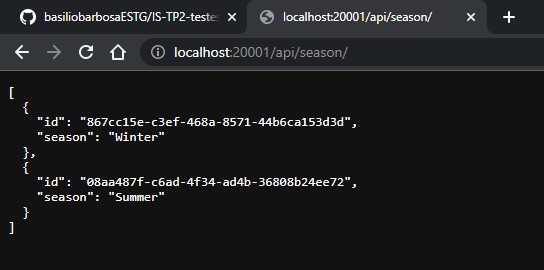 basiliobarbosaESTG/IS-TP2-testes
localhost:20001/api/season/
localhost:20001/api/season/
[
  {
    "id": "867cc15e-c3ef-468a-8571-44b6ca153d3d",
    "season": "Winter"
  },
  {
    "id": "08aa487f-c6ad-4f34-ad4b-36808b24ee72",
    "season": "Summer"
  }
]